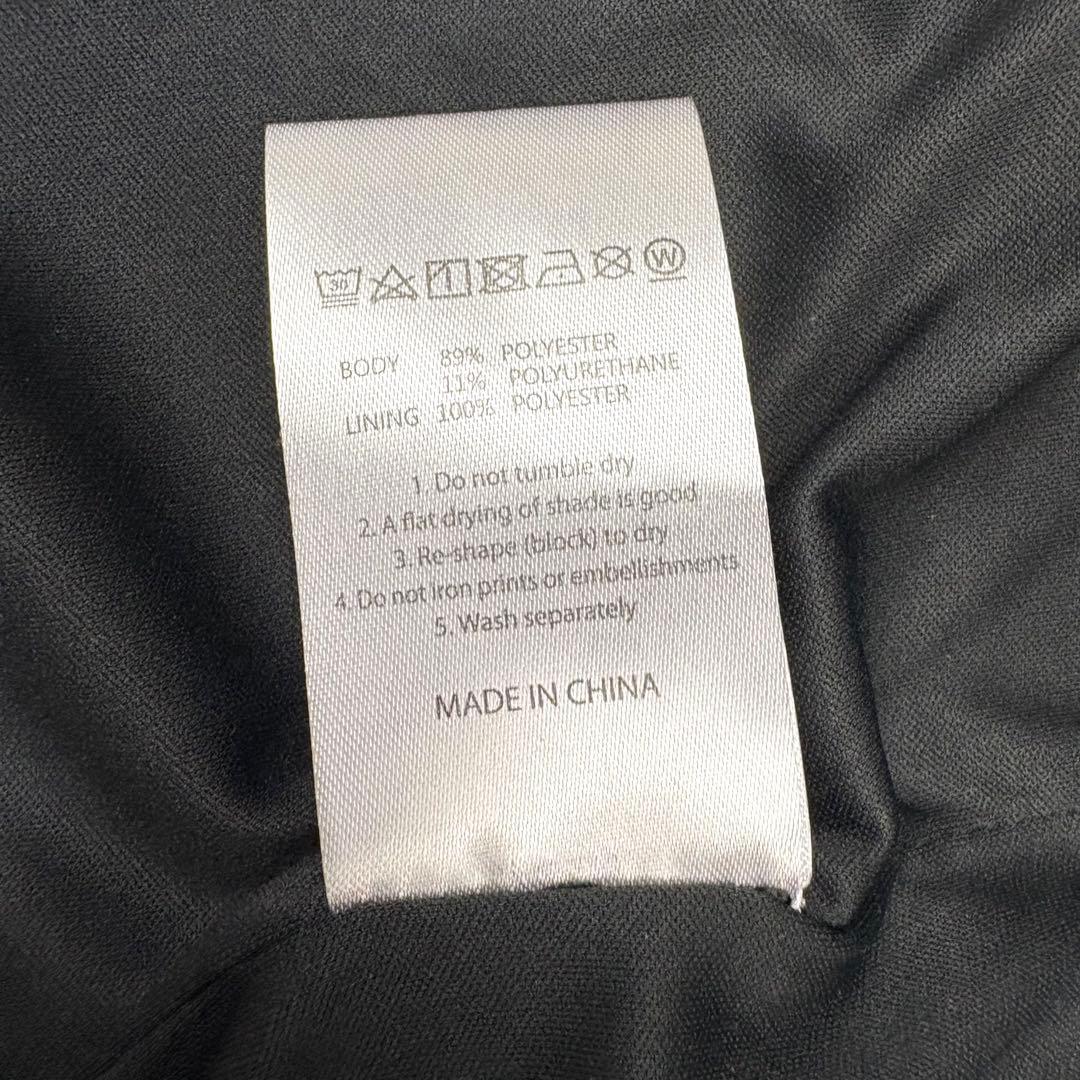 30 W
BODY 89% POLYESTER
11% POLYURETHANE
LINING 100% POLYESTER
1. Do not tumble dry
2. A flat drying of shade is good
3. Re-shape (block) to dry
4. Do not iron prints or embellishments
5. Wash separately
MADE IN CHINA